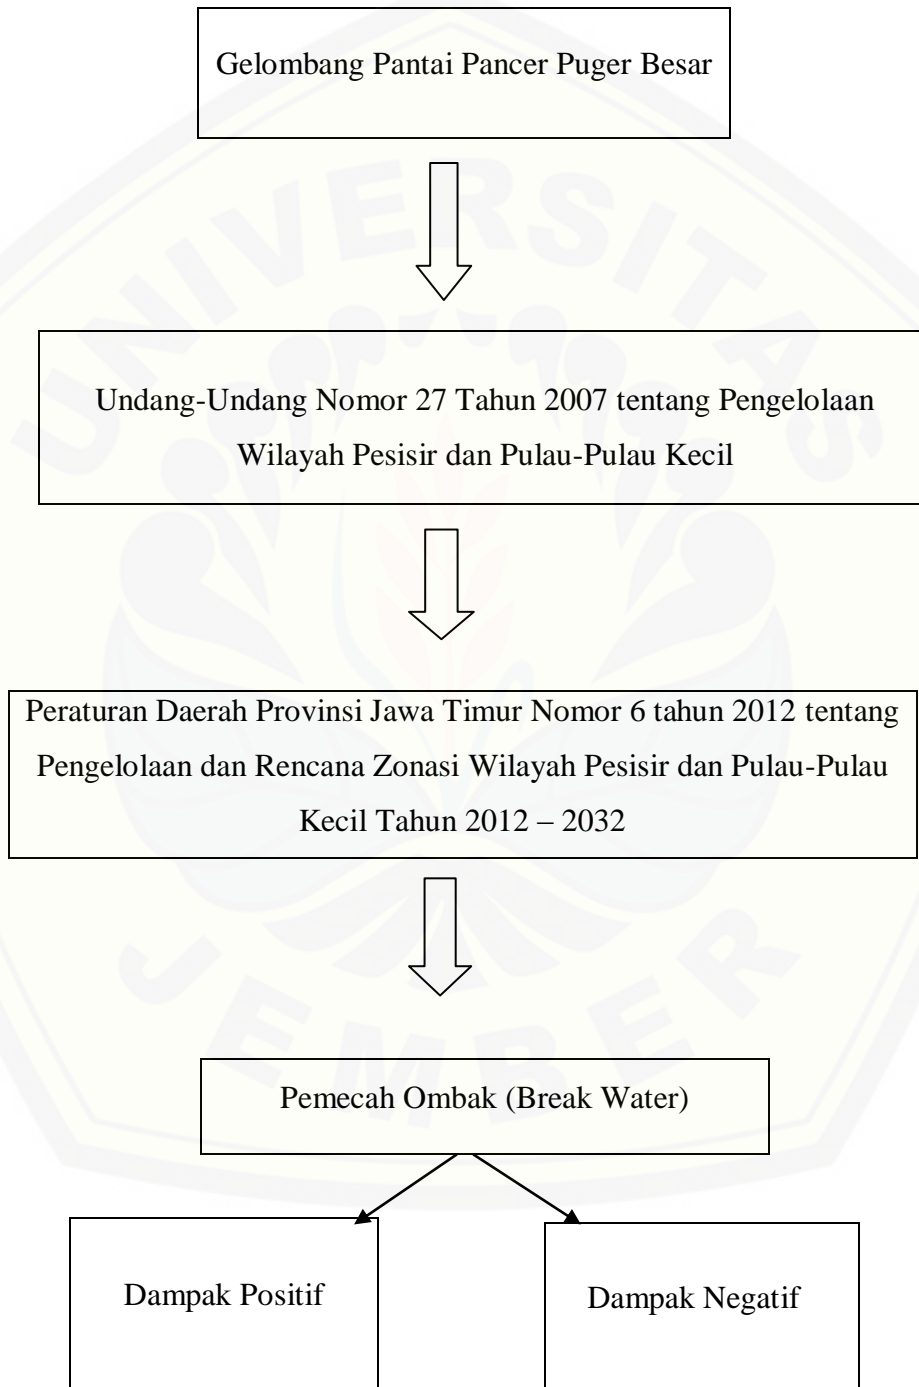 Gelombang Pantai Pancer Puger Besar
UNIVERSITAS
Undang-Undang Nomor 27 Tahun 2007 tentang Pengelolaan
Wilayah Pesisir dan Pulau-Pulau Kecil
Peraturan Daerah Provinsi Jawa Timur Nomor 6 tahun 2012 tentang
Pengelolaan dan Rencana Zonasi Wilayah Pesisir dan Pulau-Pulau
Kecil Tahun 2012 – 2032
JEMBER
Pemecah Ombak (Break Water)
Dampak Positif
Dampak Negatif